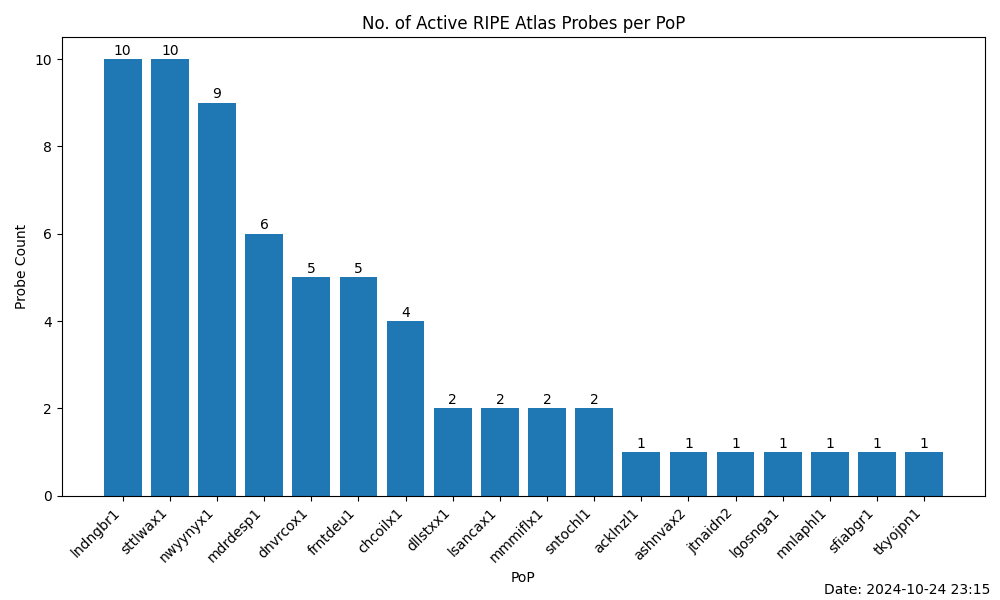 No. of Active RIPE Atlas Probes per PoP
Probe Count
10
8
6
4
2
0
10 10 9 6 5 5 4 2 2 2 2 1 1 1 1 1 1 1
lndngbr1 sttlwax1 nwyynyx1 mdrdesp1 dnvrcox1 frntdeu1 chcoilx1 dllstxx1 lsancax1 mmmiflx1 sntochl1 acklnzl1 ashnvax2 jtnaidn2 lgosnga1 mnlaphl1 sfiabgr1 tkyojpn1
PoP
Date: 2024-10-24 23:15